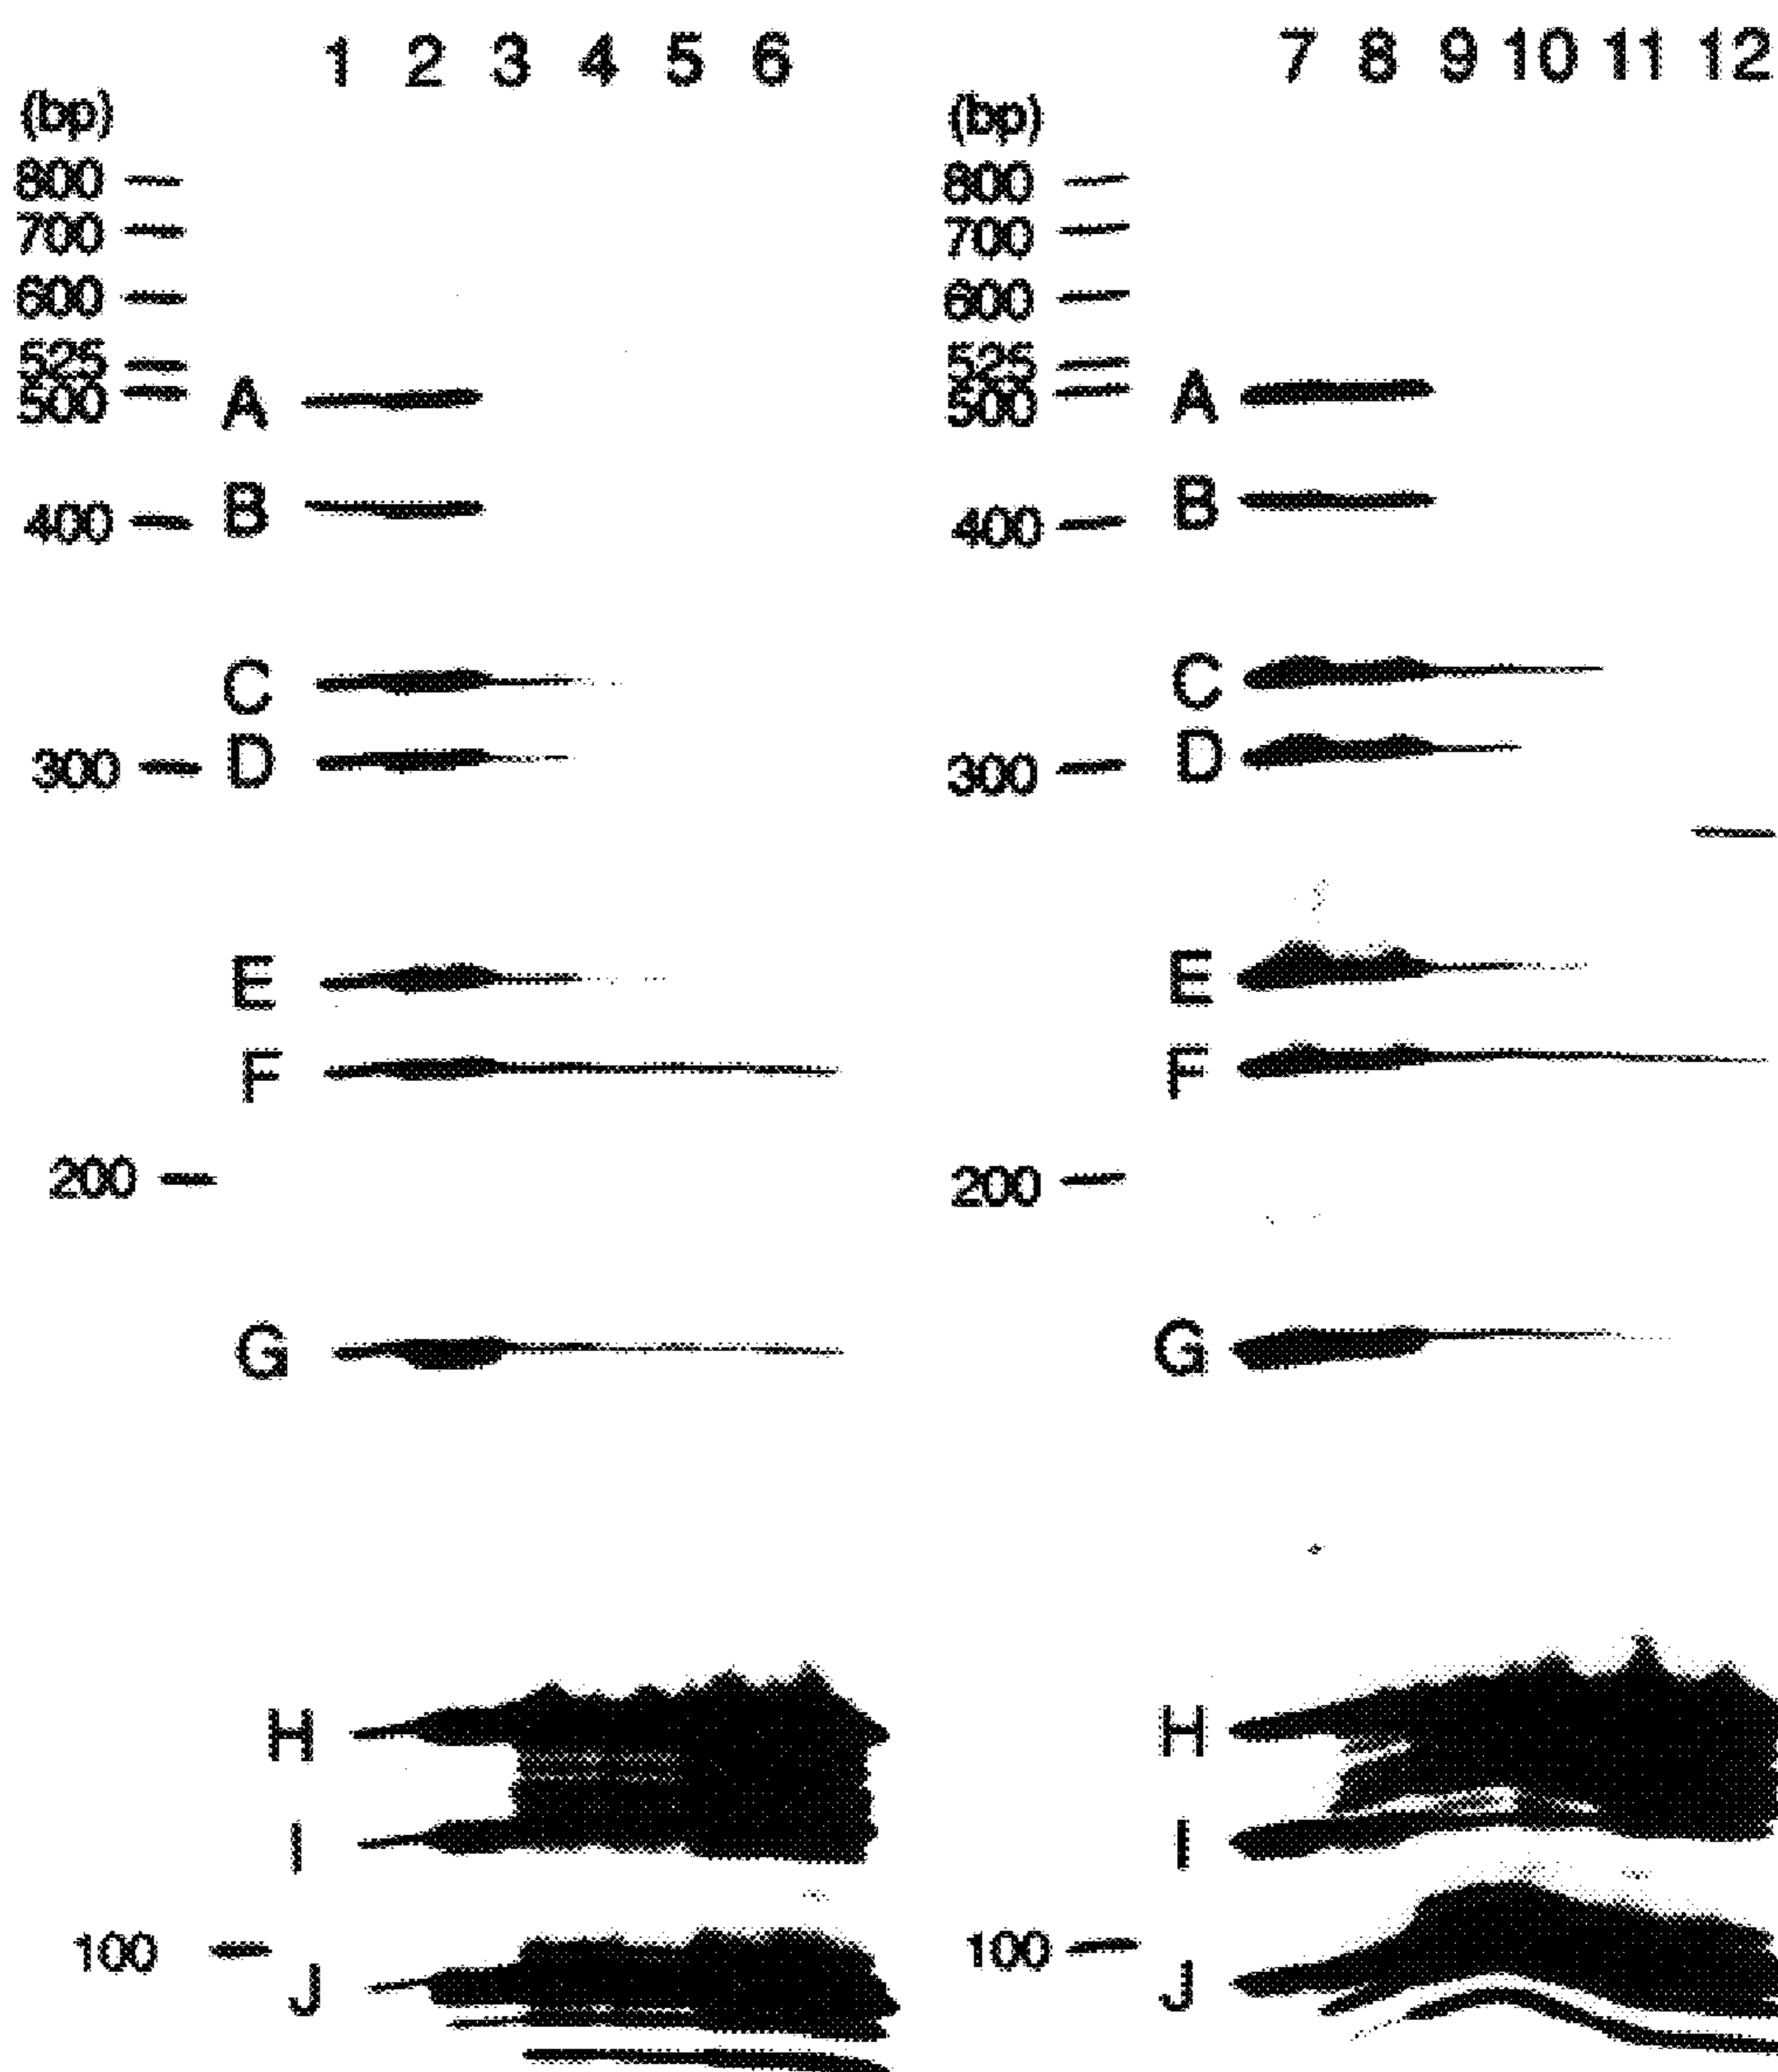 1 2 3 4 5 6 7 8 9 10 11 12
(bp) (bp)
800 800
700 700
600 600
525 525
500 A 500 A
400 B 400 B
C C
300 D 300 D
E E
F F
200 200
G G
H H
I I
100 100
J J